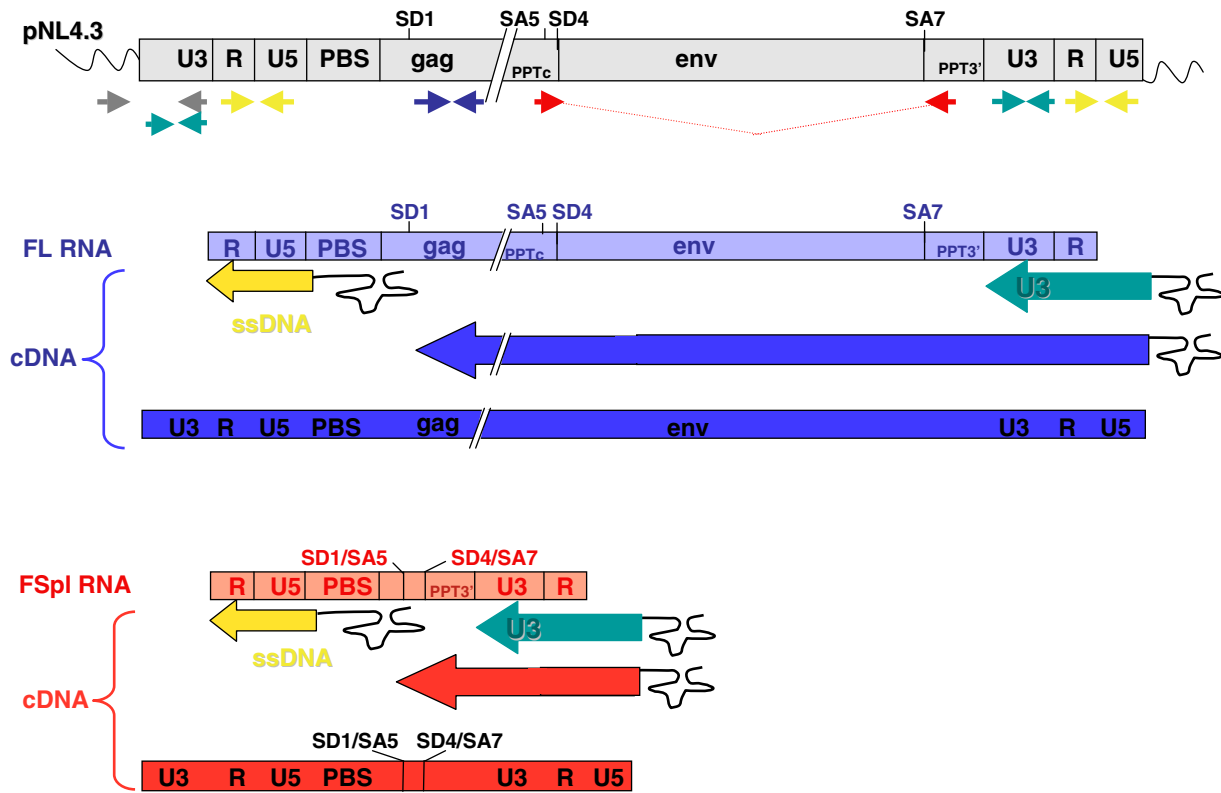 SD1 SA5 SD4 SA7
pNL4.3
U3 R U5 PBS gag PPTc env PPT3' U3 R U5
SD1 SA5 SD4 SA7
FL RNA
R U5 PBS gag PPTc env PPT3' U3 R
U3
ssDNA
cDNA
U3 R U5 PBS gag env U3 R U5
SD1/SA5 SD4/SA7
FSpl RNA
R U5 PBS PPT3' U3 R
U3
ssDNA
cDNA
SD1/SA5 SD4/SA7
U3 R U5 PBS U3 R U5